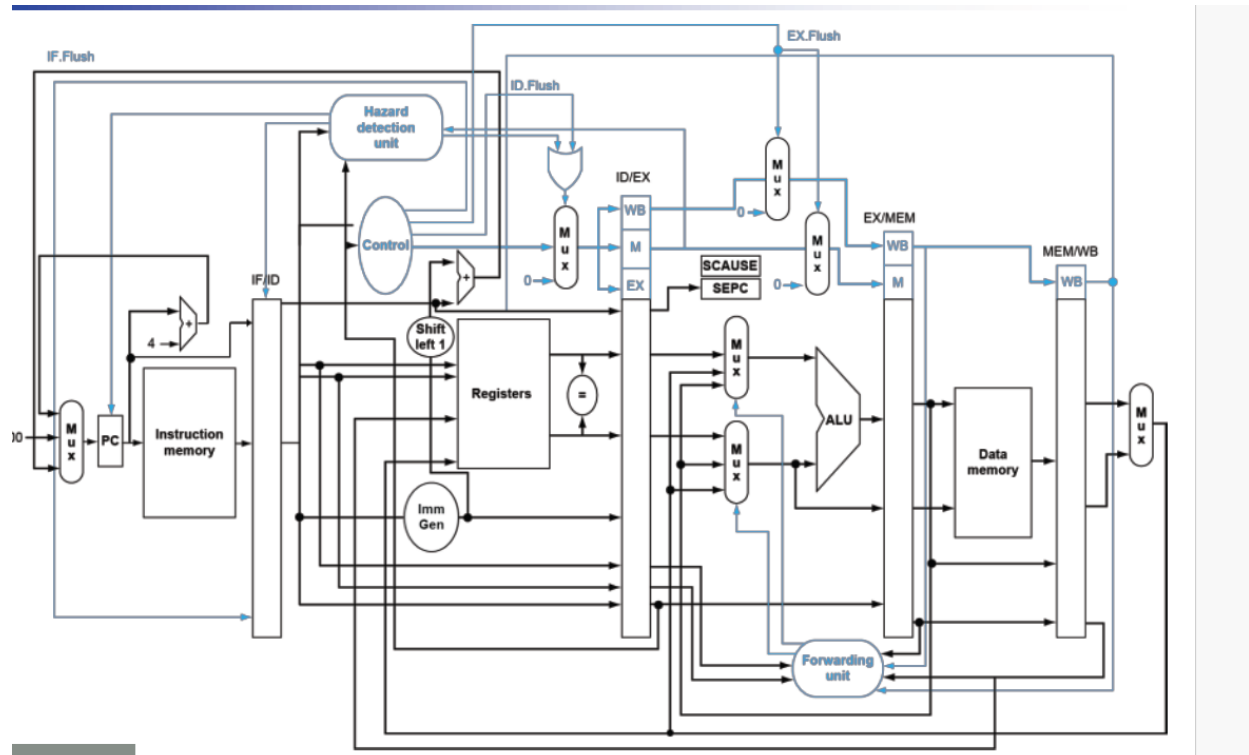 EX.Flush
IF.Flush
ID.Flush
Hazard
detection
unit
M
u
x
ID/EX
WB
0
EX/MEM
M
u
x
M
u
x
Control
M
WB
MEM/WB
SCAUSE
WB
IF/ID
+
0
EX
SEPC
0
M
+
Shift
left 1
4
M
u
x
Registers
=
ALU
M
u
x
M
u
x
PC
Instruction
memory
M
u
x
Data
memory
00
Imm
Gen
Forwarding
unit